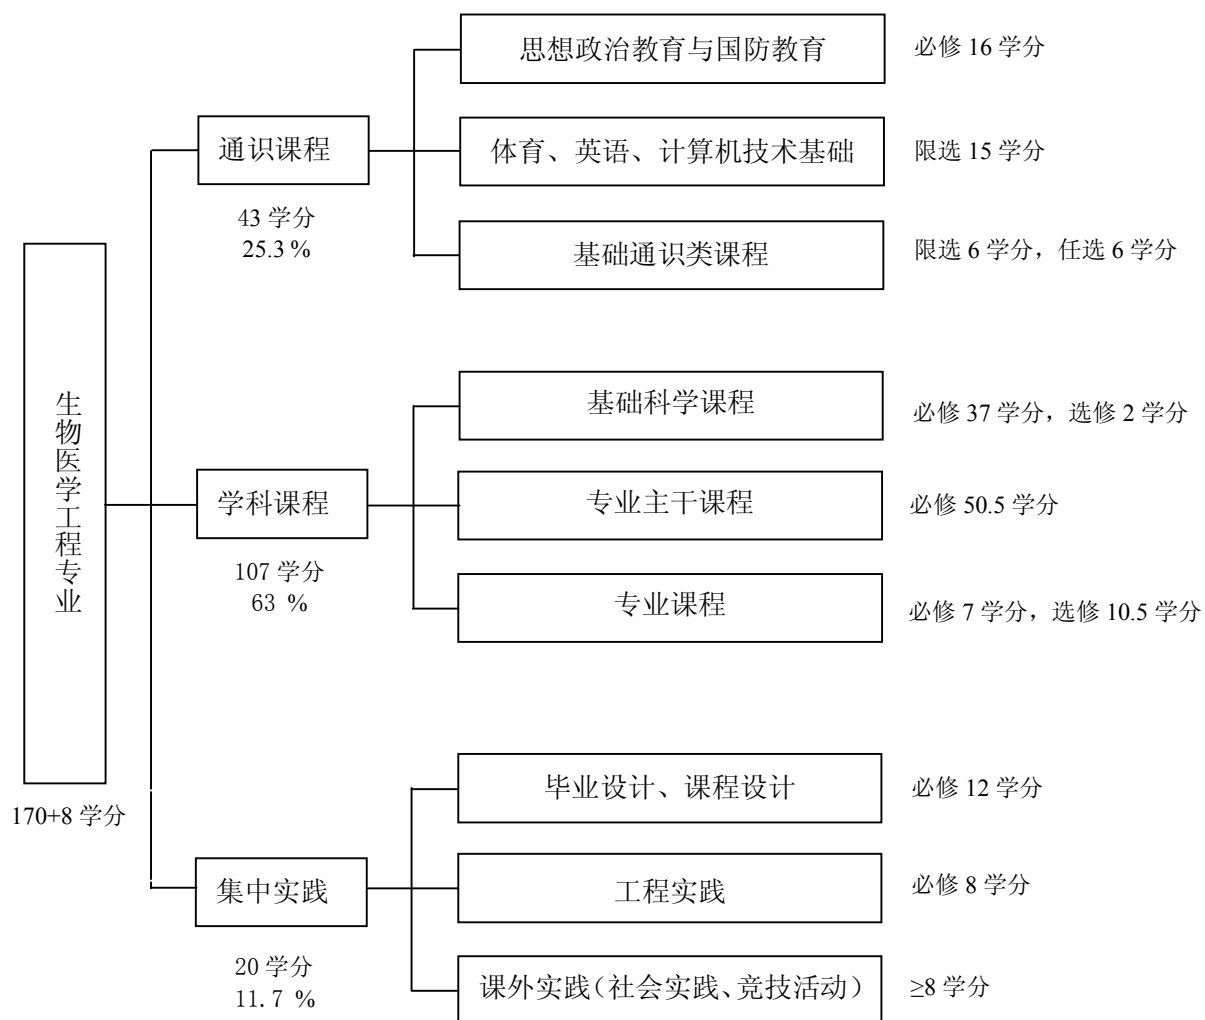 生物医学工程专业
170+8 学分
通识课程
43 学分
25.3 %
思想政治教育与国防教育
必修 16 学分
体育、英语、计算机技术基础
限选 15 学分
基础通识类课程
限选 6 学分，任选 6 学分
学科课程
107 学分
63 %
基础科学课程
必修 37 学分，选修 2 学分
专业主干课程
必修 50.5 学分
专业课程
必修 7 学分，选修 10.5 学分
集中实践
20 学分
11.7 %
毕业设计、课程设计
必修 12 学分
工程实践
必修 8 学分
课外实践（社会实践、竞技活动）
≥8 学分